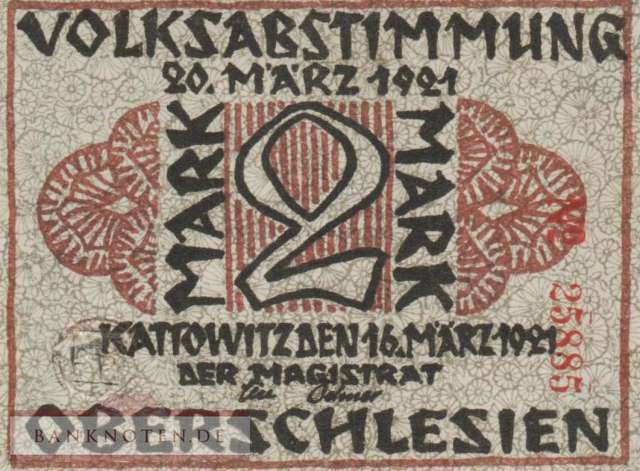 VOLKSABSTIMMUNG
20. MÄRZ 1921
MARK 2 MARK
№ 25885
KATTOWITZ DEN 16. MÄRZ 1921
DER MAGISTRAT
OBERSCHLESIEN
BANKNOTEN.DE